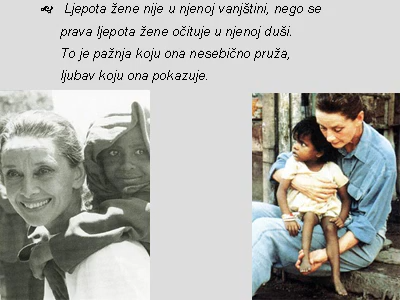 Ljepota žene nije u njenoj vanjštini, nego se
prava ljepota žene očituje u njenoj duši.
To je pažnja koju ona nesebično pruža,
ljubav koju ona pokazuje.